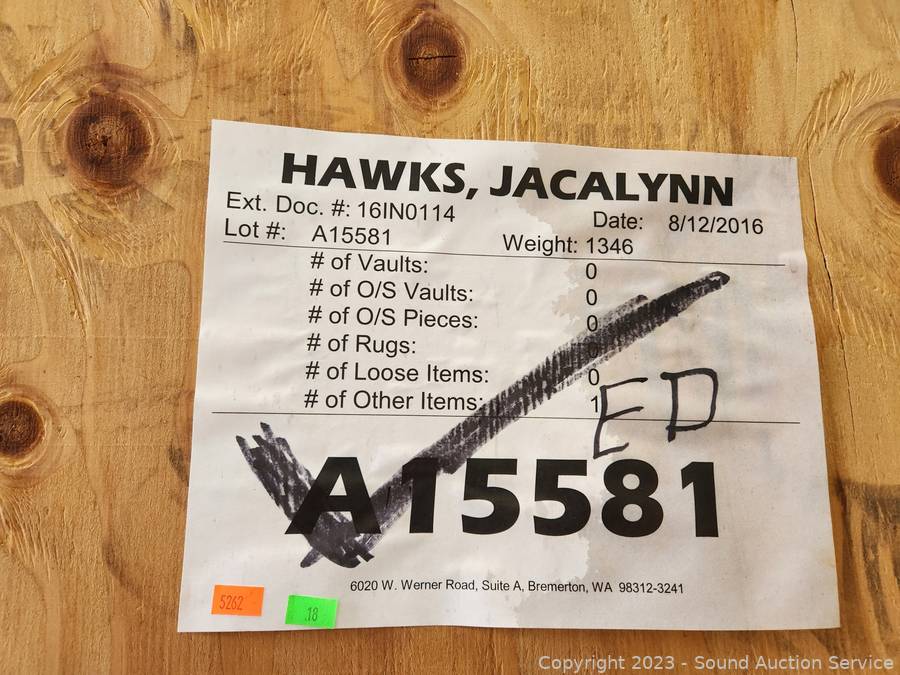 HAWKS, JACALYNN
Ext. Doc. #: 16IN0114 Date: 8/12/2016
Lot #: A15581 Weight: 1346
# of Vaults: 0
# of O/S Vaults: 0
# of O/S Pieces: 0
# of Rugs: 0
# of Loose Items: 0
# of Other Items: 1
ED
A15581
6020 W. Werner Road, Suite A, Bremerton, WA 98312-3241
5262
18
Copyright 2023 - Sound Auction Service